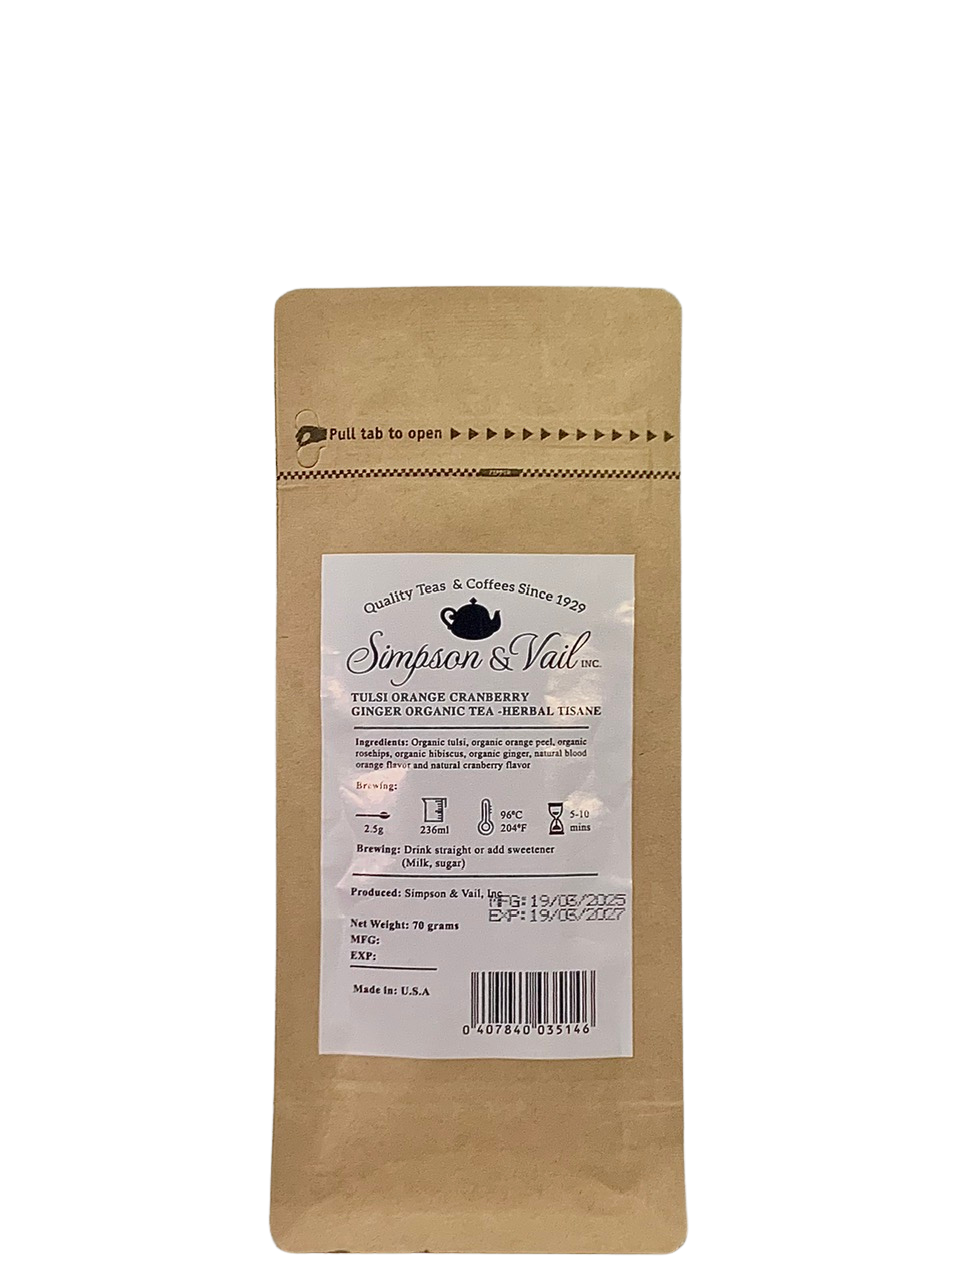 Pull tab to open
ZIPPER
Quality Teas & Coffees Since 1929
Simpson & Vail INC.
TULSI ORANGE CRANBERRY
GINGER ORGANIC TEA -HERBAL TISANE
Ingredients: Organic tulsi, organic orange peel, organic
rosehips, organic hibiscus, organic ginger, natural blood
orange flavor and natural cranberry flavor
Brewing:
2.5g
236ml
96°C
204°F
5-10
mins
Brewing: Drink straight or add sweetener
(Milk, sugar)
Produced: Simpson & Vail, Inc
MFG: 19/03/2025
EXP: 19/03/2027
Net Weight: 70 grams
MFG:
EXP:
Made in: U.S.A
0 407840 035146